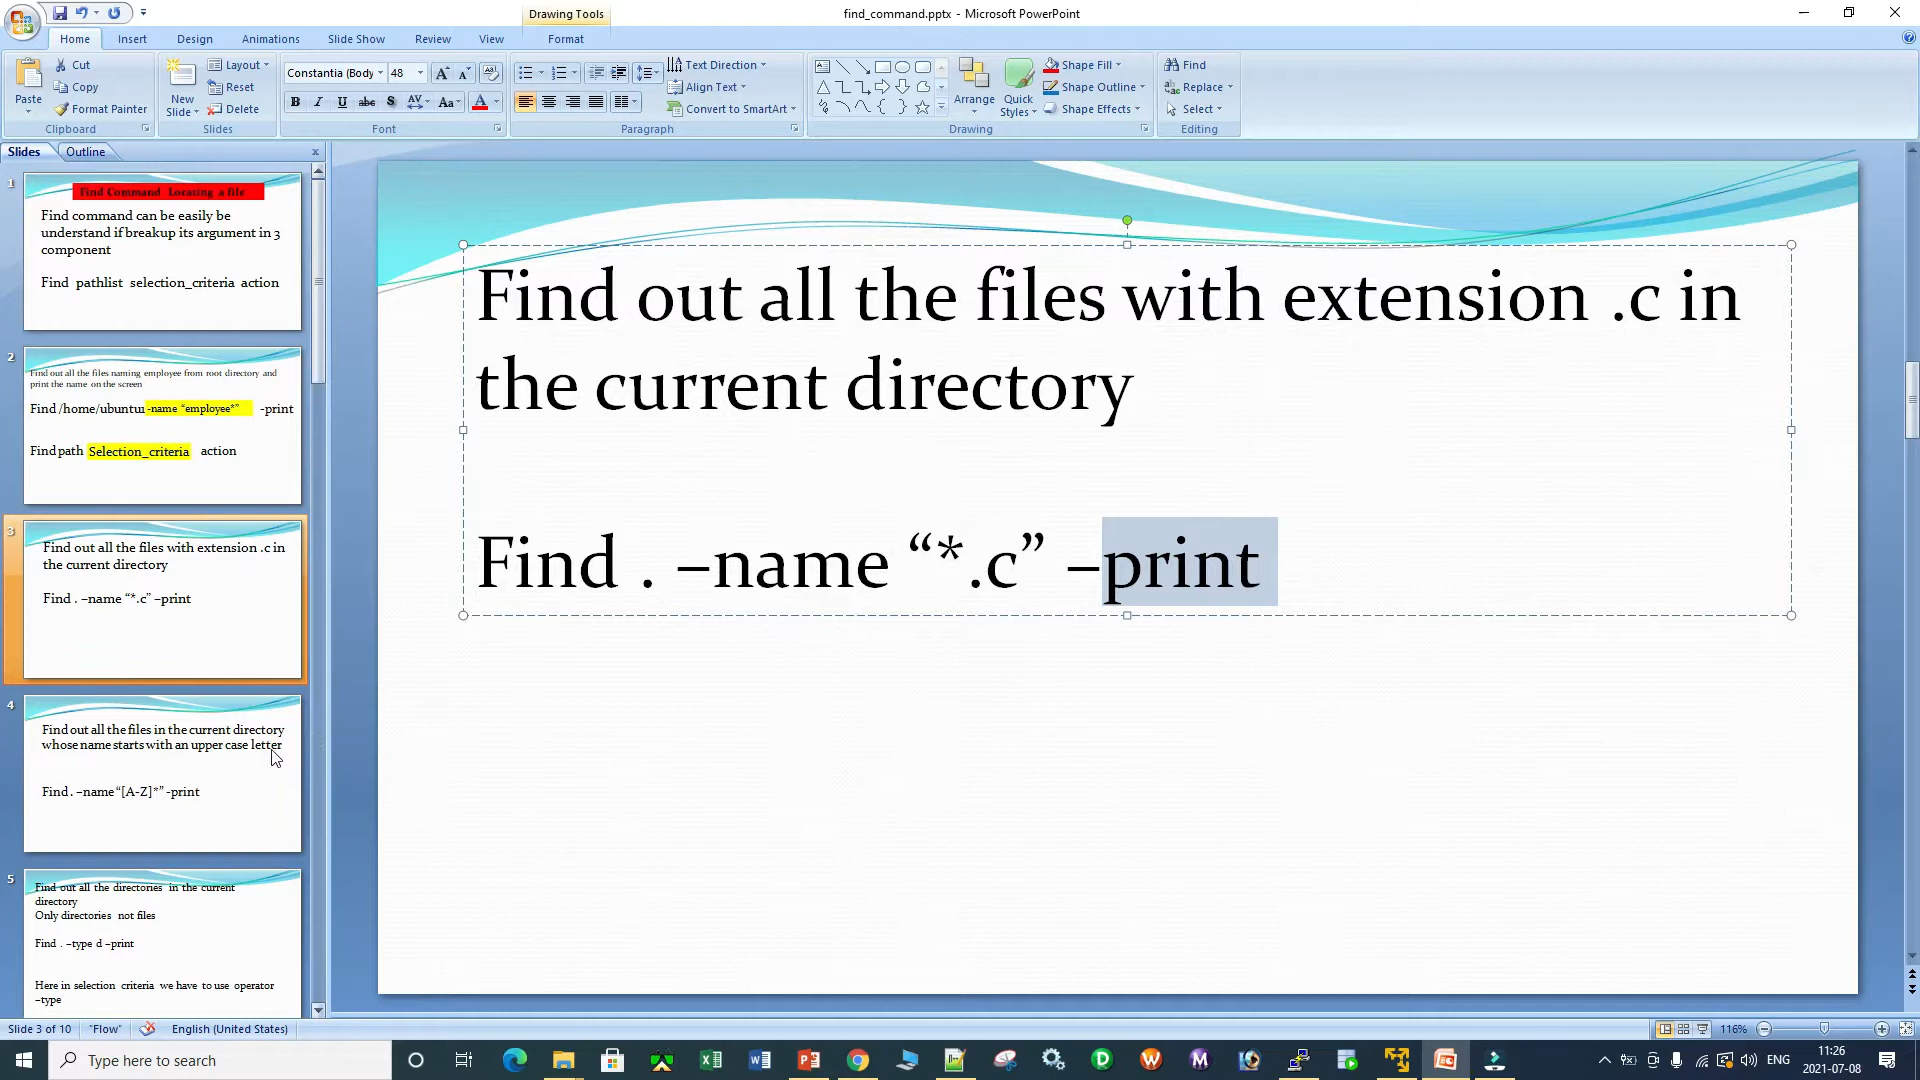 find_command.pptx - Microsoft PowerPoint
Drawing Tools
Home Insert Design Animations Slide Show Review View Format
Paste
Cut
Copy
Format Painter
Clipboard
New Slide
Layout
Reset
Delete
Slides
Constantia (Body 48
B I U abc S AV Aa A
Font
Text Direction
Align Text
Convert to SmartArt
Paragraph
Arrange
Quick Styles
Shape Fill
Shape Outline
Shape Effects
Drawing
Find
Replace
Select
Editing
Slides Outline
1
Find Command Locating a file
Find command can be easily be
understand if breakup its argument in 3
component
Find pathlist selection_criteria action
2
Find out all the files naming employee from root directory and
print the name on the screen
Find /home/ubuntu -name “employee*” -print
Find path Selection_criteria action
3
Find out all the files with extension .c in
the current directory
Find . –name “*.c” –print
4
Find out all the files in the current directory
whose name starts with an upper case letter
Find . –name “[A-Z]*” -print
5
Find out all the directories in the current
directory
Only directories not files
Find . –type d –print
Here in selection criteria we have to use operator
–type
Find out all the files with extension .c in
the current directory
Find . –name “*.c” –print
Slide 3 of 10 "Flow" English (United States) 116%
Type here to search
ENG
11:26
2021-07-08